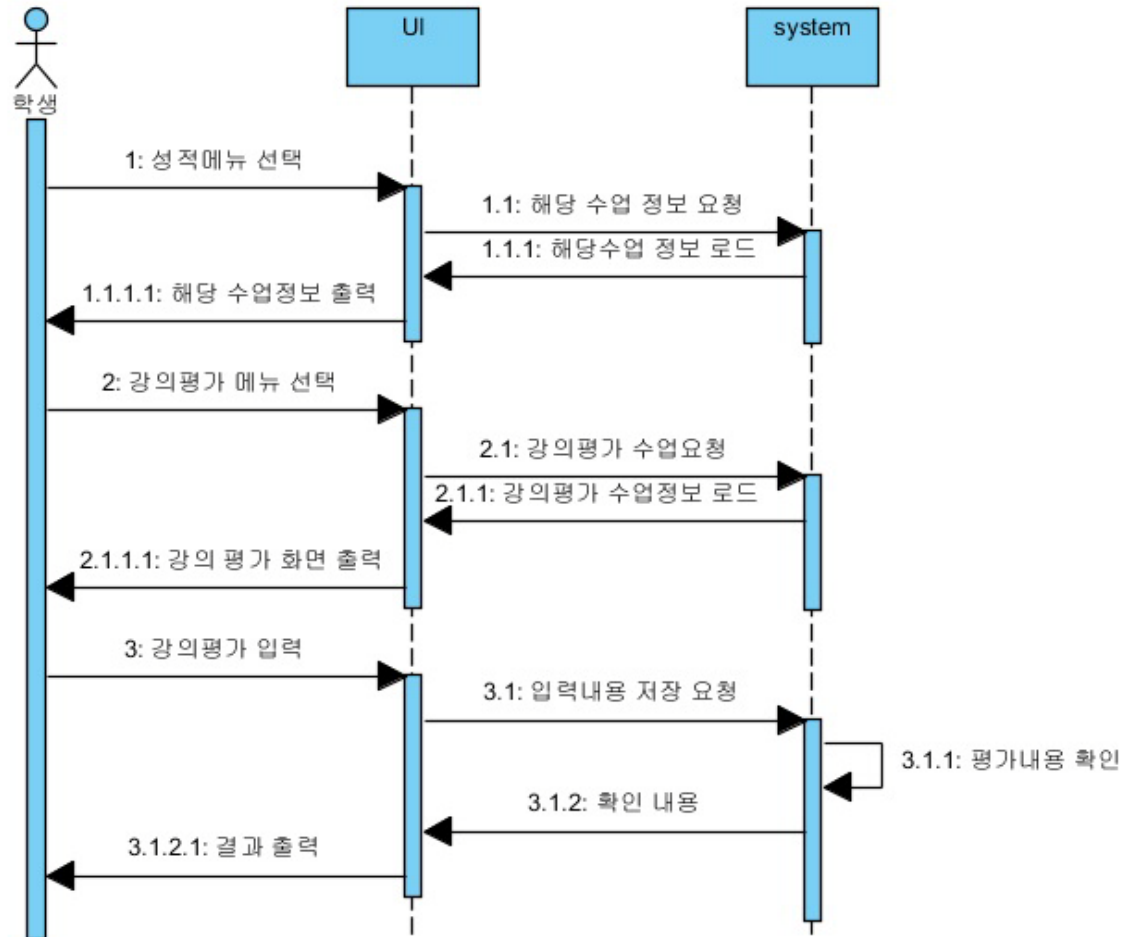 UI
system
학생
1: 성적메뉴 선택
1.1: 해당 수업 정보 요청
1.1.1: 해당수업 정보 로드
1.1.1.1: 해당 수업정보 출력
2: 강의평가 메뉴 선택
2.1: 강의평가 수업요청
2.1.1: 강의평가 수업정보 로드
2.1.1.1: 강의 평가 화면 출력
3: 강의평가 입력
3.1: 입력내용 저장 요청
3.1.1: 평가내용 확인
3.1.2: 확인 내용
3.1.2.1: 결과 출력